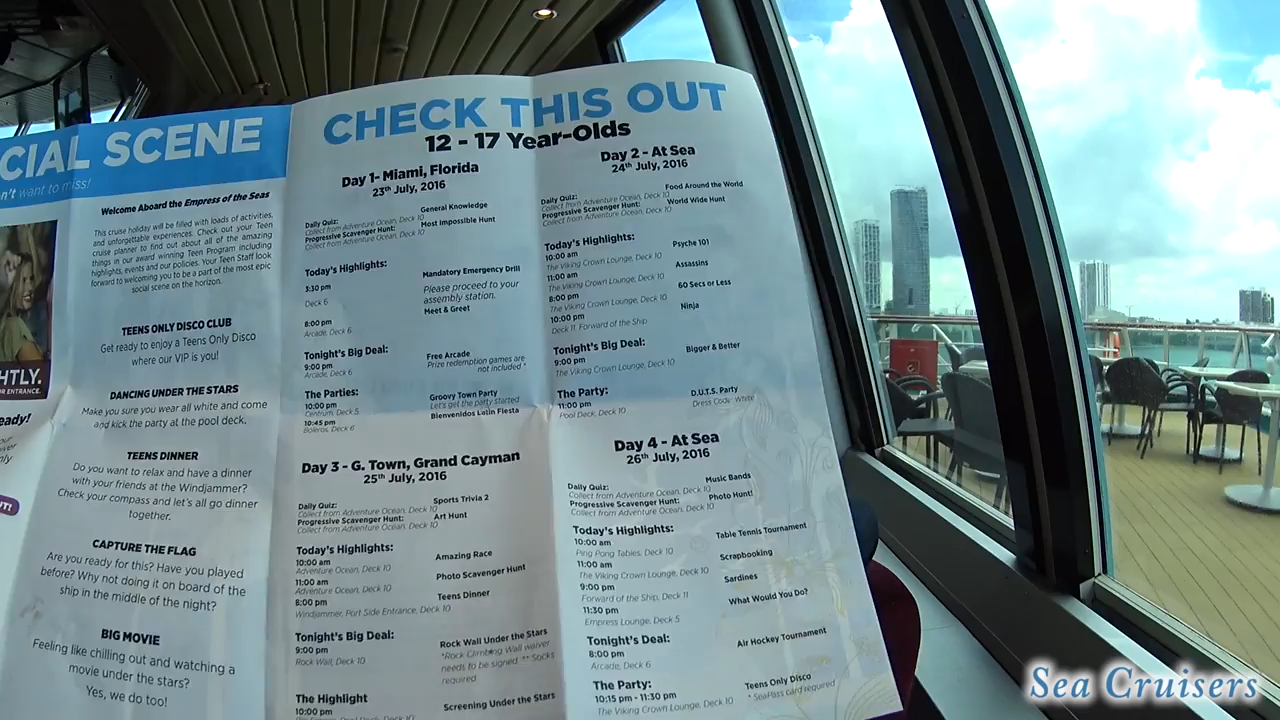 CIAL SCENE
n't want to miss!
Welcome Aboard the Empress of the Seas
This cruise holiday will be filled with loads of activities,
and unforgettable experiences. Check out your Teen
cruise planner to find out about all of the amazing
things in our award winning Teen Program including
highlights, events and our policies. Your Teen Staff look
forward to welcoming you to be a part of the most epic
social scene on the horizon.
TEENS ONLY DISCO CLUB
Get ready to enjoy a Teens Only Disco
where our VIP is you!
DANCING UNDER THE STARS
Make you sure you wear all white and come
and kick the party at the pool deck.
TEENS DINNER
Do you want to relax and have a dinner
with your friends at the Windjammer?
Check your compass and let's all go dinner
together.
CAPTURE THE FLAG
Are you ready for this? Have you played
before? Why not doing it on board of the
ship in the middle of the night?
BIG MOVIE
Feeling like chilling out and watching a
movie under the stars?
Yes, we do too!
HTLY.
OR ENTRANCE.
eady!
CHECK THIS OUT
12 - 17 Year-Olds
Day 1- Miami, Florida
23th July, 2016
Daily Quiz: General Knowledge
Collect from Adventure Ocean, Deck 10
Progressive Scavenger Hunt: Most Impossible Hunt
Collect from Adventure Ocean, Deck 10
Today's Highlights:
3:30 pm Mandatory Emergency Drill
Please proceed to your
Deck 6 assembly station.
8:00 pm Meet & Greet
Arcade, Deck 6
Tonight's Big Deal:
9:00 pm Free Arcade
Arcade, Deck 6 Prize redemption games are
not included *
The Parties:
10:00 pm Groovy Town Party
Centrum, Deck 5 Let's get the party started
10:45 pm Bienvenidos Latin Fiesta
Boleros, Deck 6
Day 2 - At Sea
24th July, 2016
Daily Quiz: Food Around the World
Collect from Adventure Ocean, Deck 10
Progressive Scavenger Hunt: World Wide Hunt
Collect from Adventure Ocean, Deck 10
Today's Highlights:
10:00 am Psyche 101
The Viking Crown Lounge, Deck 10
11:00 am Assassins
The Viking Crown Lounge, Deck 10
8:00 pm 60 Secs or Less
The Viking Crown Lounge, Deck 10
10:00 pm Ninja
Deck 11 Forward of the Ship
Tonight's Big Deal:
9:00 pm Bigger & Better
The Viking Crown Lounge, Deck 10
The Party:
11:00 pm D.U.T.S. Party
Pool Deck, Deck 10 Dress Code: White
Day 3 - G. Town, Grand Cayman
25th July, 2016
Daily Quiz: Sports Trivia 2
Collect from Adventure Ocean, Deck 10
Progressive Scavenger Hunt: Art Hunt
Collect from Adventure Ocean, Deck 10
Today's Highlights:
10:00 am Amazing Race
Adventure Ocean, Deck 10
11:00 am Photo Scavenger Hunt
Adventure Ocean, Deck 10
8:00 pm Teens Dinner
Windjammer, Port Side Entrance, Deck 10
Tonight's Big Deal:
9:00 pm Rock Wall Under the Stars
Rock Wall, Deck 10 *Rock Climbing Wall waiver
needs to be signed ** Socks
required
The Highlight
10:00 pm Screening Under the Stars
Day 4 - At Sea
26th July, 2016
Daily Quiz: Music Bands
Collect from Adventure Ocean, Deck 10
Progressive Scavenger Hunt: Photo Hunt!
Collect from Adventure Ocean, Deck 10
Today's Highlights:
10:00 am Table Tennis Tournament
Ping Pong Tables, Deck 10
11:00 am Scrapbooking
The Viking Crown Lounge, Deck 10
9:00 pm Sardines
Forward of the Ship, Deck 11
11:30 pm What Would You Do?
Empress Lounge, Deck 5
Tonight's Deal:
8:00 pm Air Hockey Tournament
Arcade, Deck 6
The Party:
10:15 pm - 11:30 pm Teens Only Disco
The Viking Crown Lounge, Deck 10 * SeaPass card required
Sea Cruisers